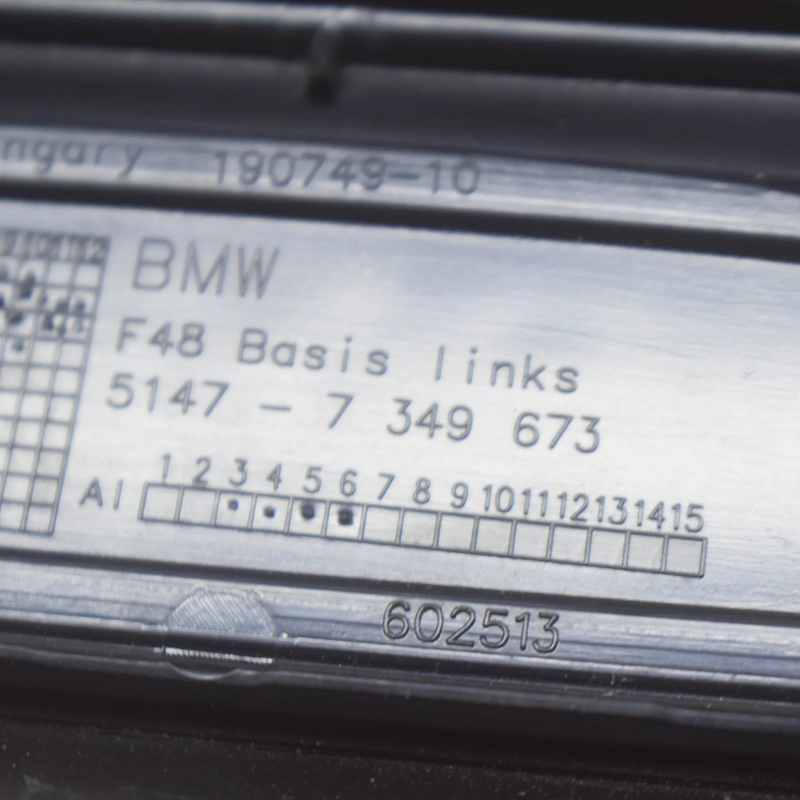 ngary 190749-10
BMW
F48 Basis links
5147 - 7 349 673
1 2 3 4 5 6 7 8 9 10 11 12 13 14 15
AI
602513